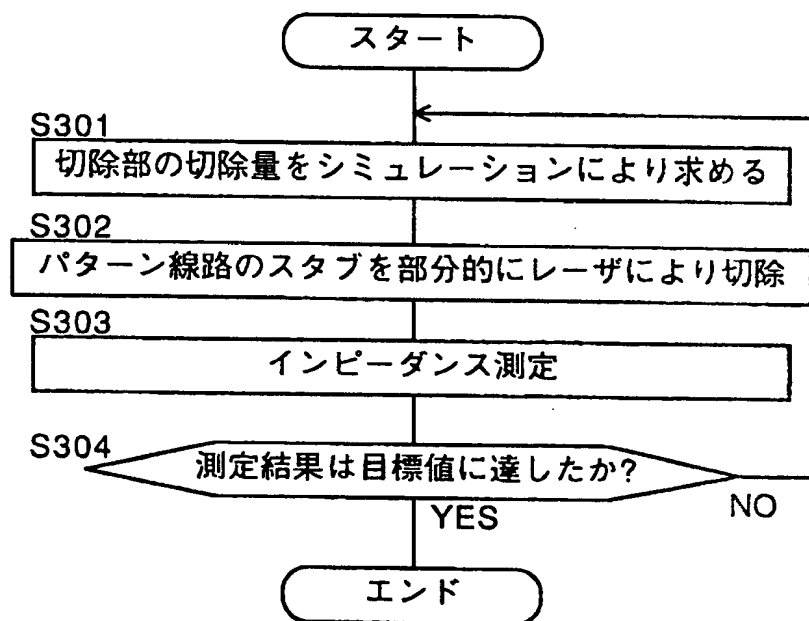 スタート
S301
切除部の切除量をシミュレーションにより求める
S302
パターン線路のスタブを部分的にレーザにより切除
S303
インピーダンス測定
S304
測定結果は目標値に達したか?
NO
YES
エンド